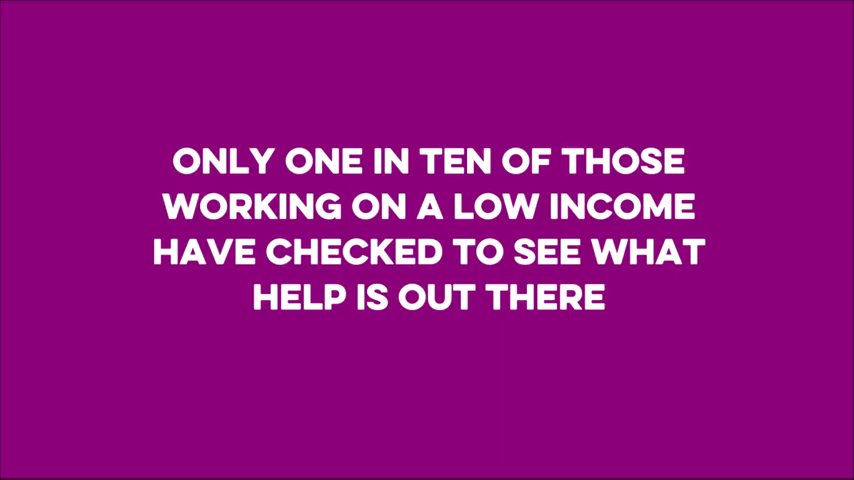 ONLY ONE IN TEN OF THOSE
WORKING ON A LOW INCOME
HAVE CHECKED TO SEE WHAT
HELP IS OUT THERE